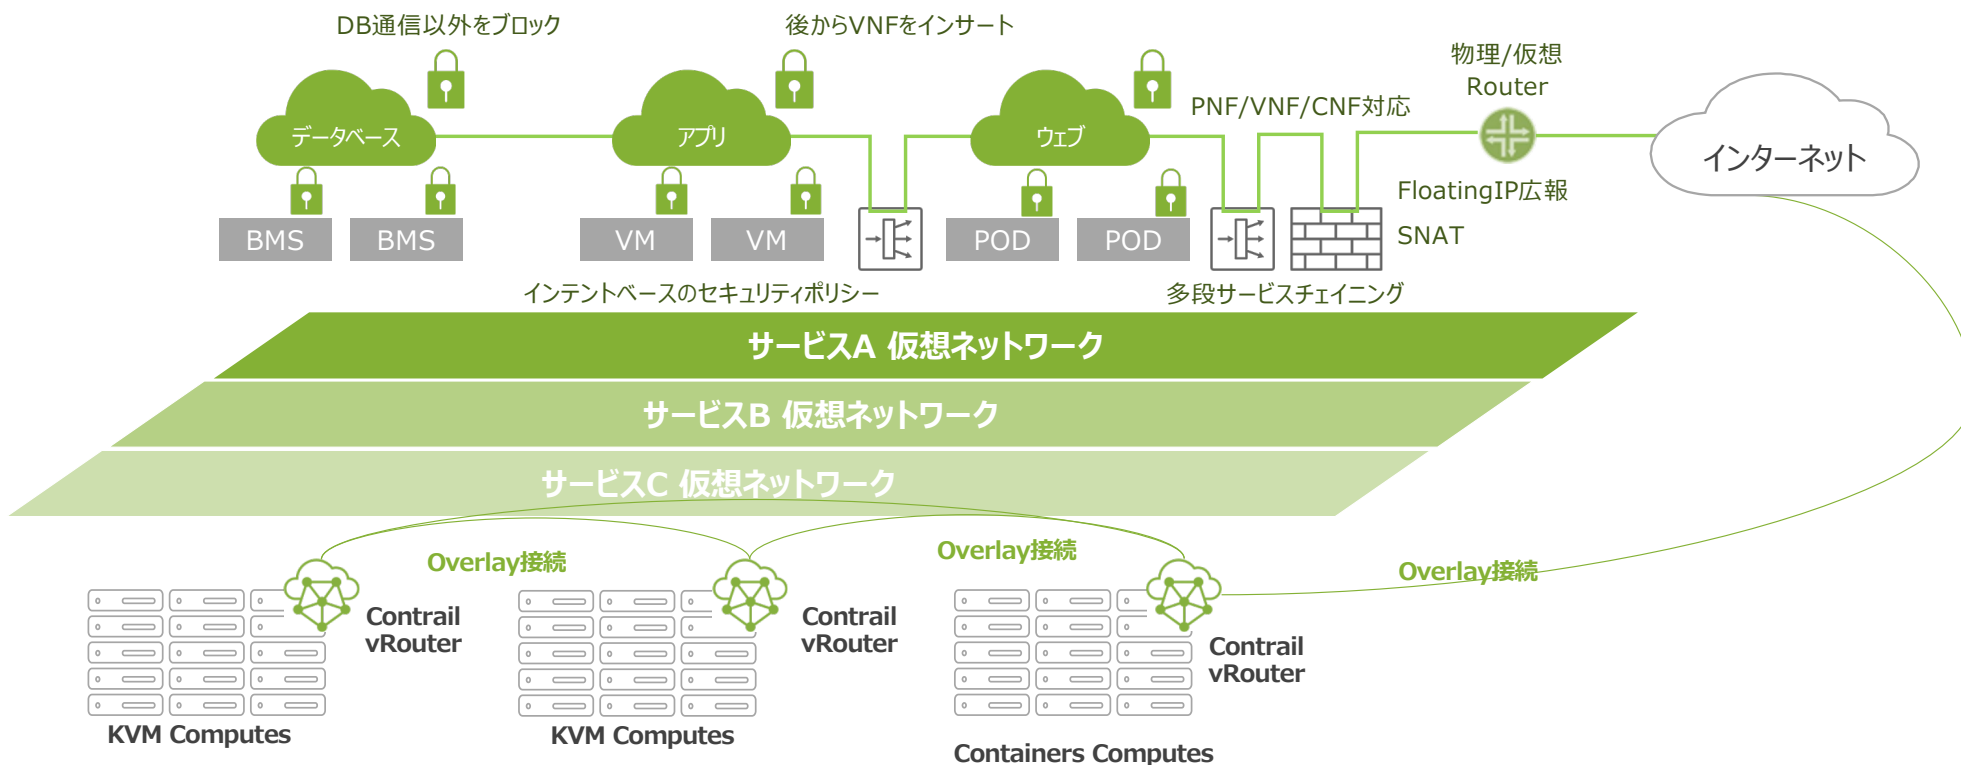 DB通信以外をブロック
後からVNFをインサート
物理/仮想
Router
PNF/VNF/CNF対応
データベース
アプリ
ウェブ
インターネット
FloatingIP広報
SNAT
BMS
BMS
VM
VM
POD
POD
インテントベースのセキュリティポリシー
多段サービスチェイニング
サービスA 仮想ネットワーク
サービスB 仮想ネットワーク
サービスC 仮想ネットワーク
Overlay接続
Overlay接続
Overlay接続
Contrail
vRouter
Contrail
vRouter
Contrail
vRouter
KVM Computes
KVM Computes
Containers Computes